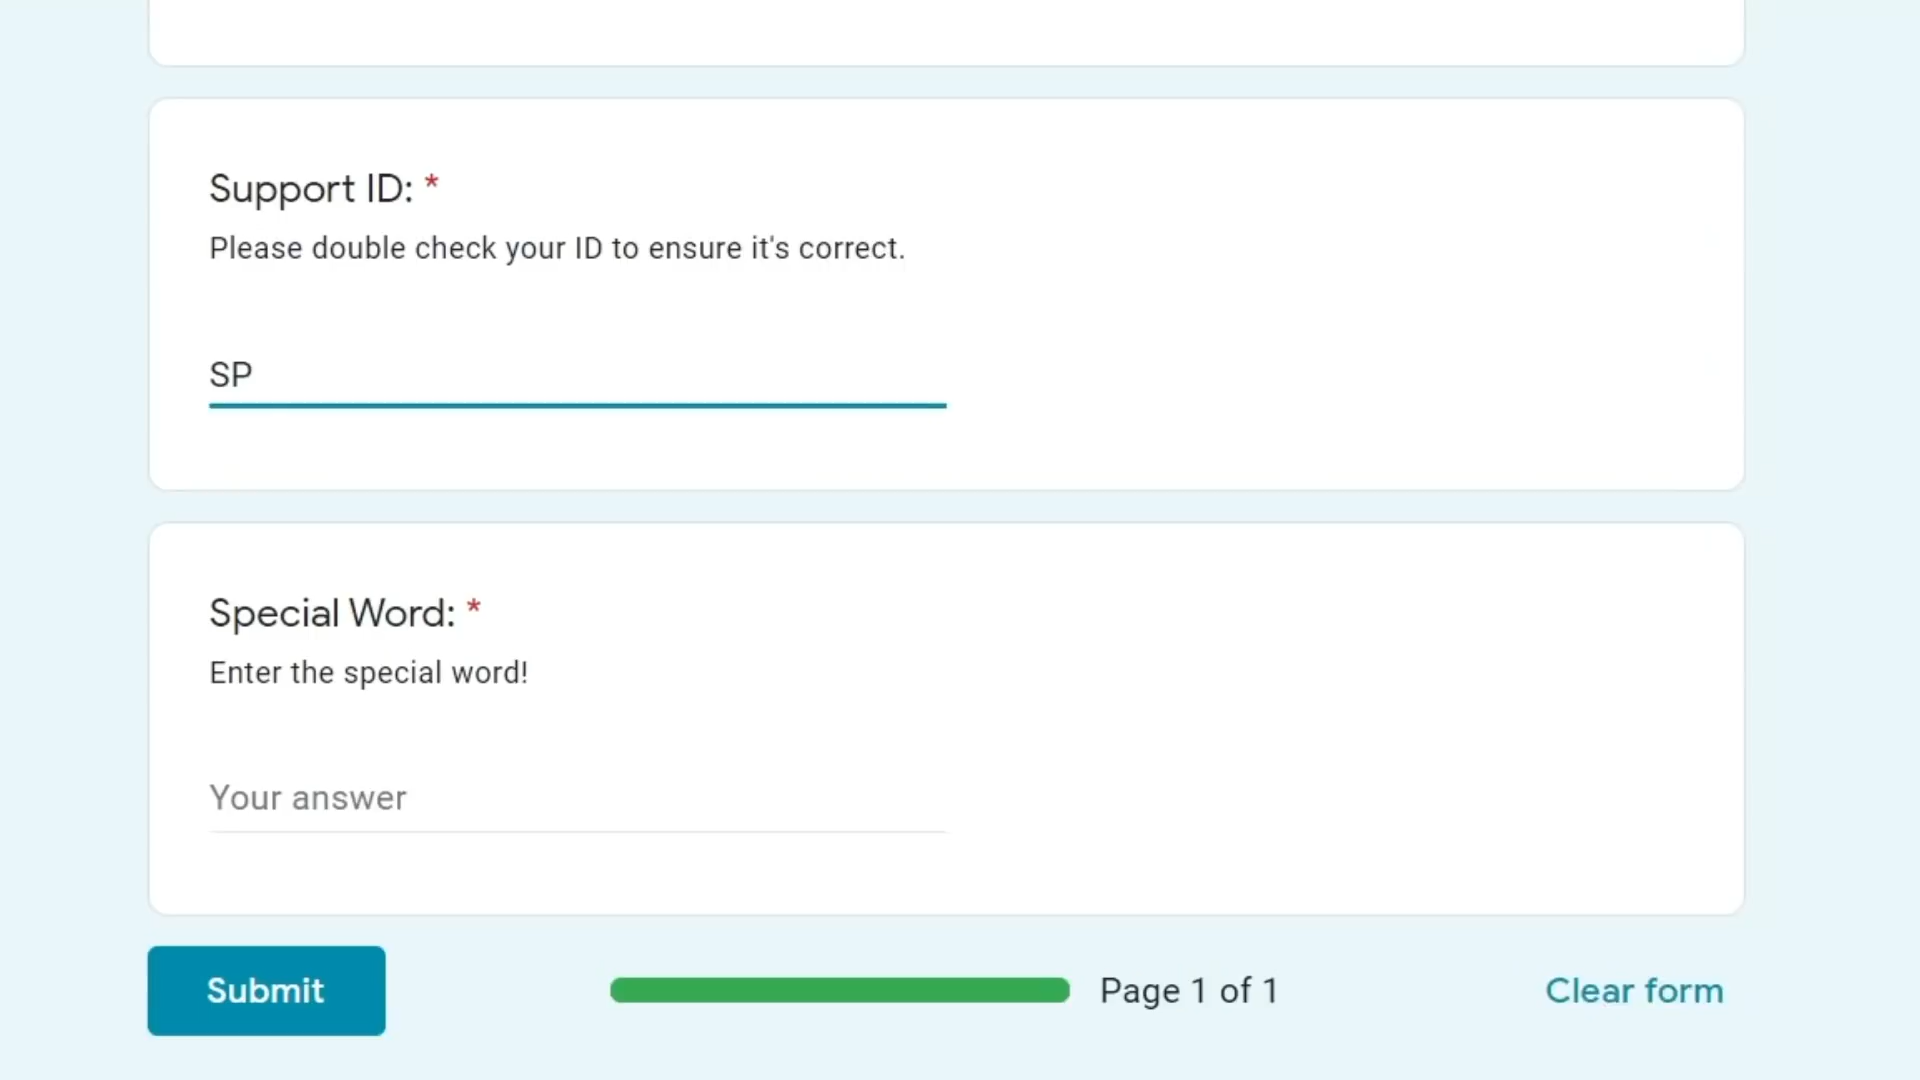 Support ID: *
Please double check your ID to ensure it's correct.
SP
Special Word: *
Enter the special word!
Your answer
Submit
Page 1 of 1
Clear form